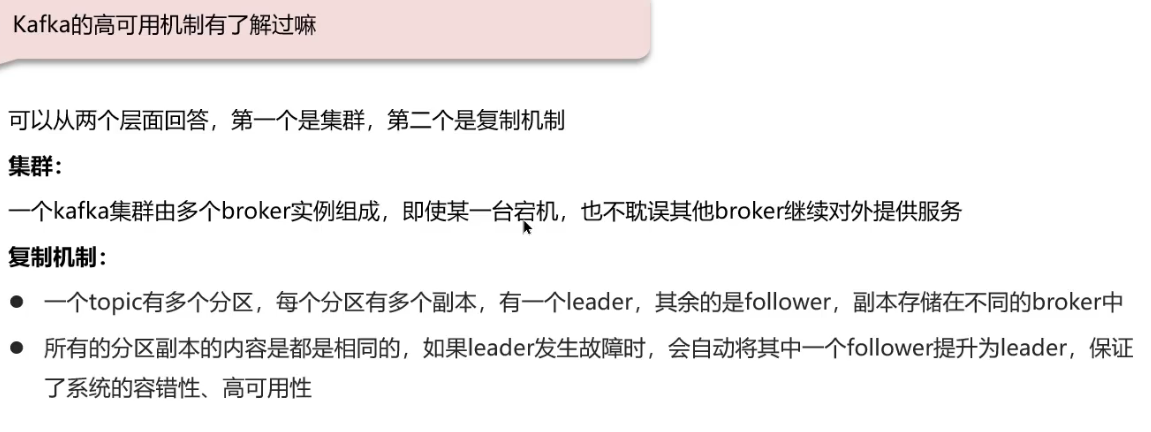 Kafka的高可用机制有了解过嘛
可以从两个层面回答，第一个是集群，第二个是复制机制
集群：
一个kafka集群由多个broker实例组成，即使某一台宕机，也不耽误其他broker继续对外提供服务
复制机制：
● 一个topic有多个分区，每个分区有多个副本，有一个leader，其余的是follower，副本存储在不同的broker中
● 所有的分区副本的内容是都是相同的，如果leader发生故障时，会自动将其中一个follower提升为leader，保证
了系统的容错性、高可用性